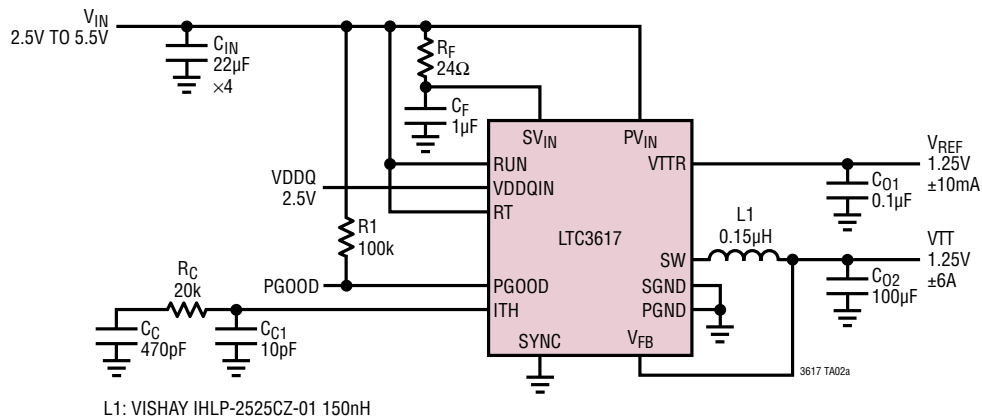 VIN
2.5V TO 5.5V
CIN
22µF
×4
RF
24Ω
CF
1µF
SVIN
PVIN
RUN
VTTR
VREF
1.25V
±10mA
VDDQ
2.5V
VDDQIN
CO1
0.1µF
RT
R1
100k
LTC3617
L1
0.15µH
VTT
1.25V
±6A
SW
RC
20k
PGOOD
PGOOD
SGND
CO2
100µF
ITH
PGND
CC
470pF
CC1
10pF
SYNC
VFB
3617 TA02a
L1: VISHAY IHLP-2525CZ-01 150nH